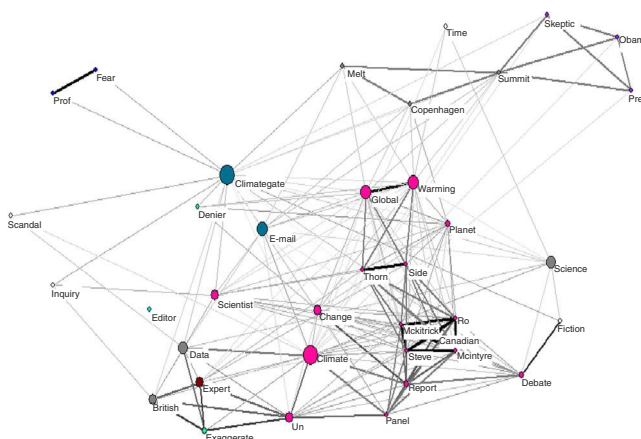 Skeptic
Time
Obam
Fear
Melt
Summit
Prof
Pre
Copenhagen
Climategate
Warming
Global
Denier
Scandal
E-mail
Planet
Thorn
Side
Science
Inquiry
Scientist
Editor
Change
Ro
Mckitrick
Fiction
Canadian
Data
Climate
Steve
Mcintyre
Expert
Report
Debate
British
Panel
Un
Exaggerate